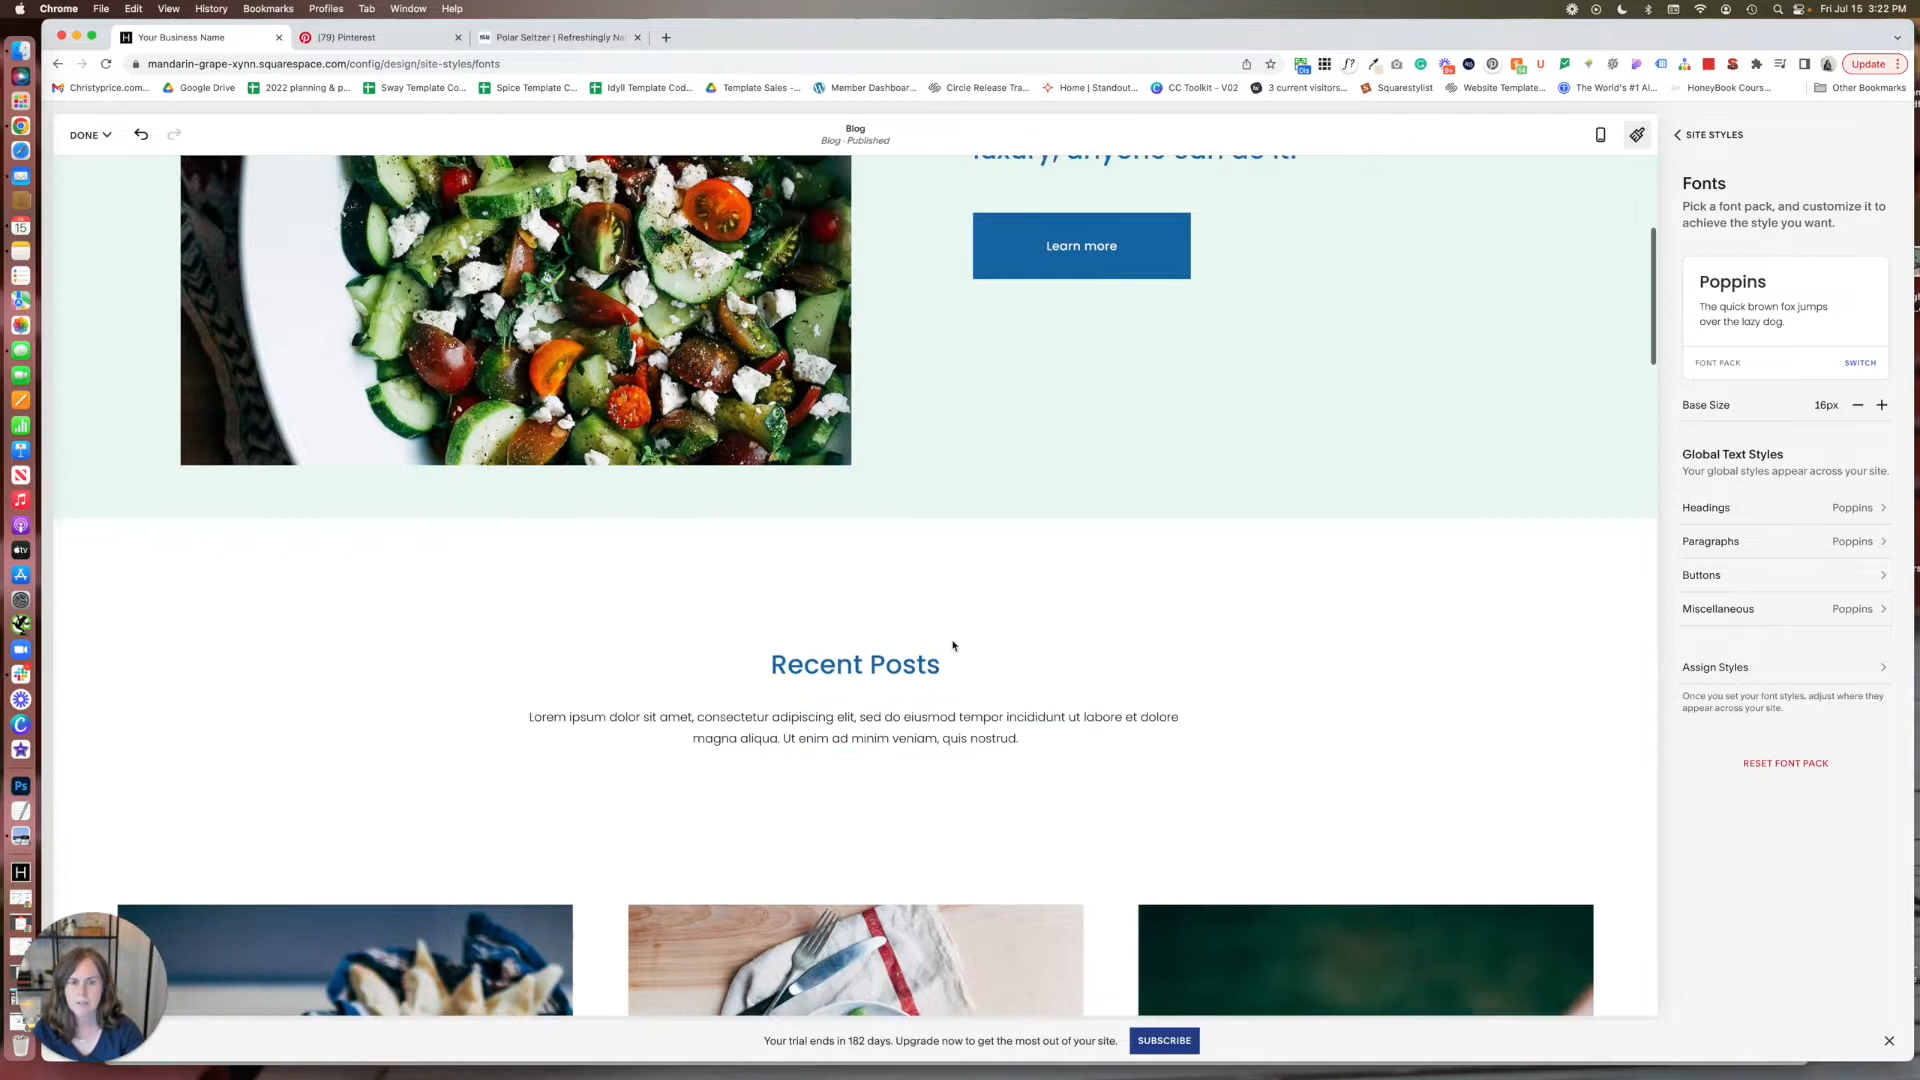 Chrome File Edit View History Bookmarks Profiles Tab Window Help
Fri Jul 15 3:22 PM
Your Business Name
(79) Pinterest
Polar Seltzer | Refreshingly Na
mandarin-grape-xynn.squarespace.com/config/design/site-styles/fonts
Update
Christyprice.com...
Google Drive
2022 planning & p...
Sway Template Co...
Spice Template C...
Idyll Template Cod...
Template Sales -...
Member Dashboar...
Circle Release Tra...
Home | Standout...
CC Toolkit - V02
3 current visitors...
Squarestylist
Website Template...
The World's #1 Al...
HoneyBook Cours...
Other Bookmarks
DONE
Blog
Blog · Published
SITE STYLES
luxury, anyone can do it.
Learn more
Recent Posts
Lorem ipsum dolor sit amet, consectetur adipiscing elit, sed do eiusmod tempor incididunt ut labore et dolore
magna aliqua. Ut enim ad minim veniam, quis nostrud.
Fonts
Pick a font pack, and customize it to
achieve the style you want.
Poppins
The quick brown fox jumps
over the lazy dog.
FONT PACK SWITCH
Base Size 16px
Global Text Styles
Your global styles appear across your site.
Headings Poppins
Paragraphs Poppins
Buttons
Miscellaneous Poppins
Assign Styles
Once you set your font styles, adjust where they
appear across your site.
RESET FONT PACK
Your trial ends in 182 days. Upgrade now to get the most out of your site.
SUBSCRIBE